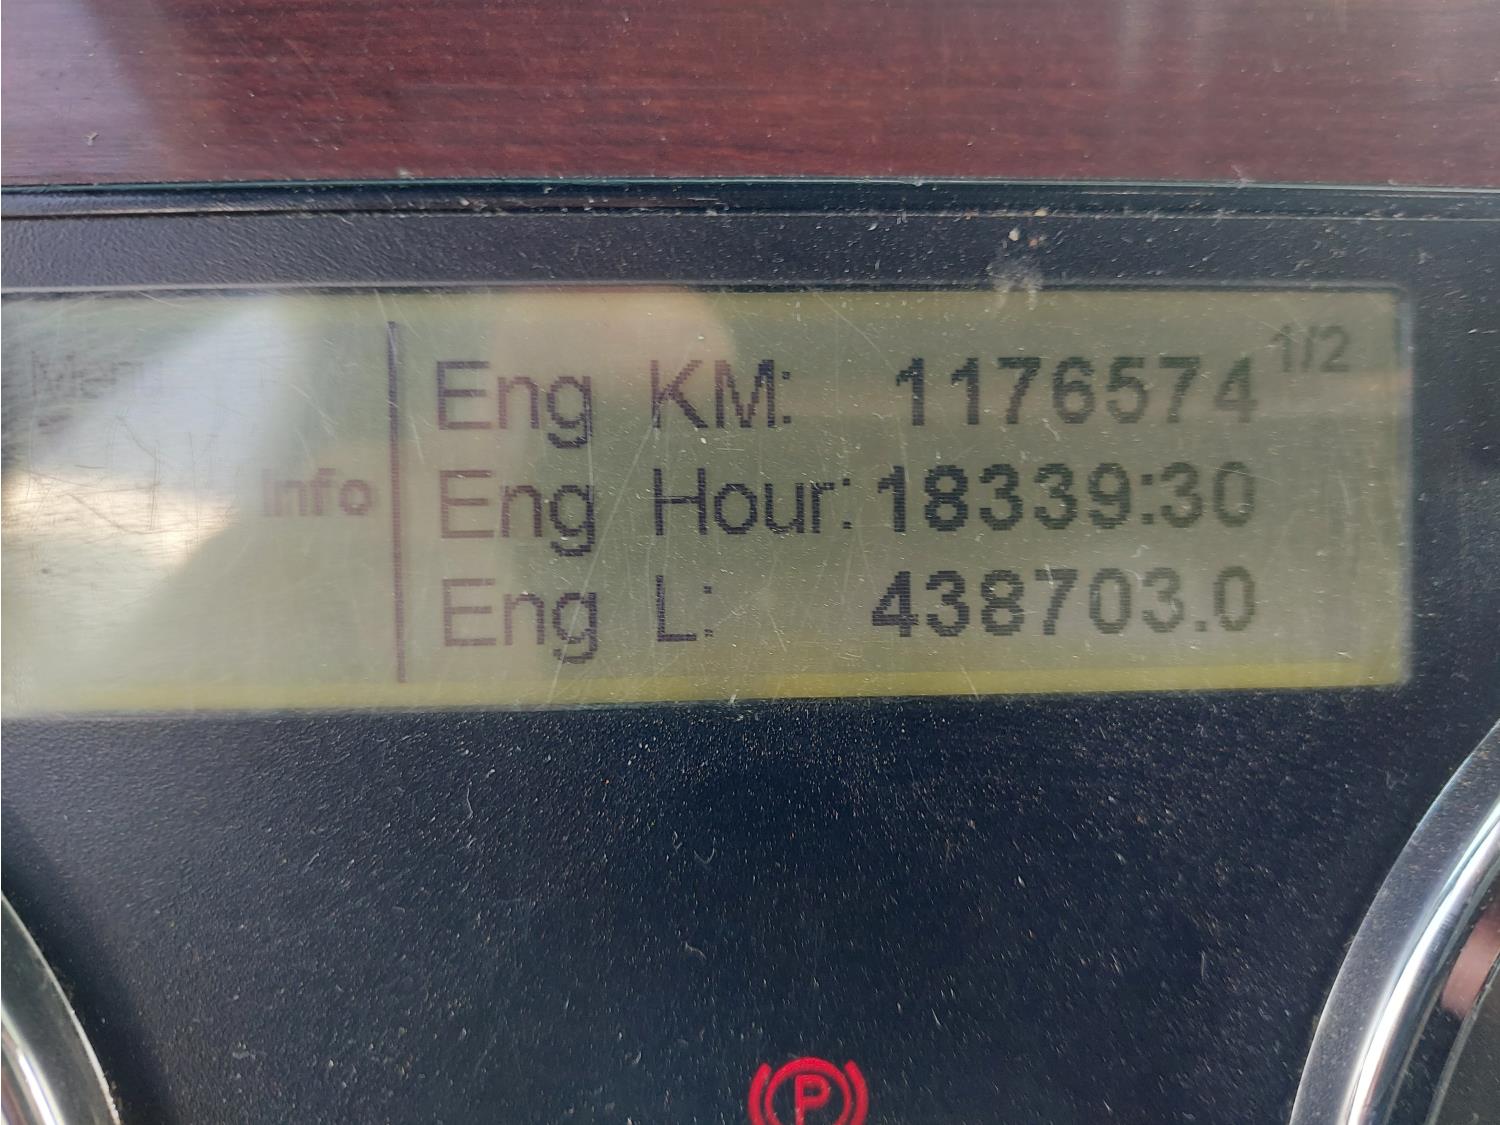 1/2
Eng KM: 1176574
Info
Eng Hour: 18339:30
Eng L: 438703.0
P